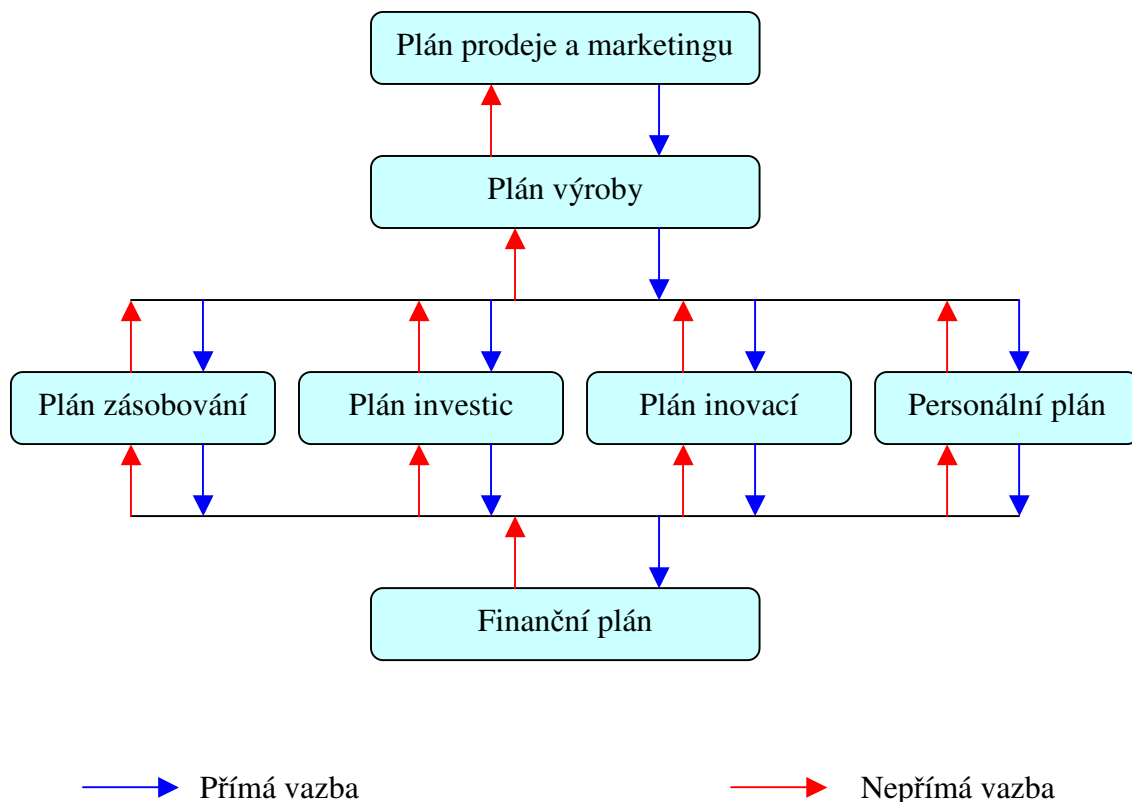 Plán prodeje a marketingu
Plán výroby
Plán zásobování
Plán investic
Plán inovací
Personální plán
Finanční plán
Přímá vazba
Nepřímá vazba